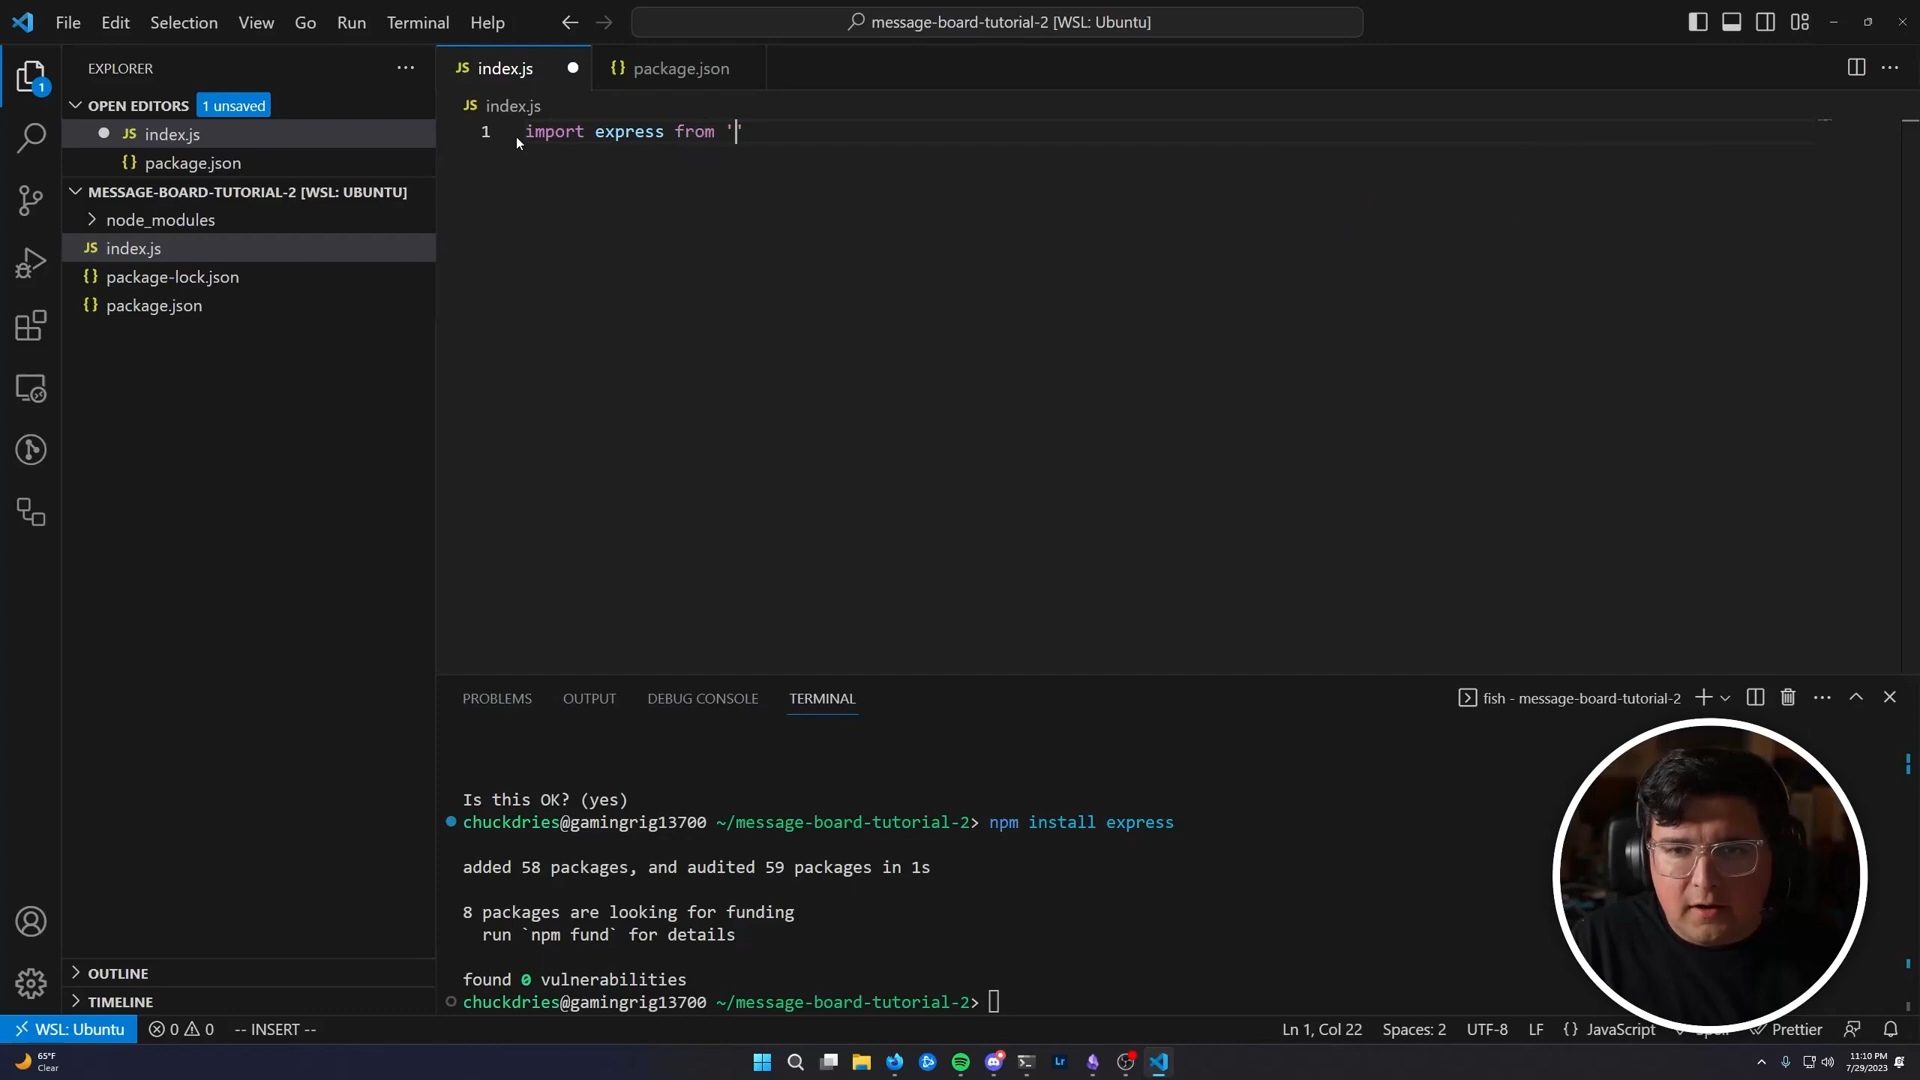 File Edit Selection View Go Run Terminal Help
message-board-tutorial-2 [WSL: Ubuntu]
EXPLORER
OPEN EDITORS 1 unsaved
JS index.js
{} package.json
MESSAGE-BOARD-TUTORIAL-2 [WSL: UBUNTU]
node_modules
JS index.js
{} package-lock.json
{} package.json
OUTLINE
TIMELINE
1
JS index.js {} package.json
JS index.js
1 import express from ''
PROBLEMS OUTPUT DEBUG CONSOLE TERMINAL
fish - message-board-tutorial-2
Is this OK? (yes)
chuckdries@gamingrig13700 ~/message-board-tutorial-2> npm install express
added 58 packages, and audited 59 packages in 1s
8 packages are looking for funding
run `npm fund` for details
found 0 vulnerabilities
chuckdries@gamingrig13700 ~/message-board-tutorial-2>
WSL: Ubuntu 0 0 -- INSERT --
Ln 1, Col 22 Spaces: 2 UTF-8 LF {} JavaScript Prettier
65°F
Clear
Lr
11:10 PM
7/29/2023